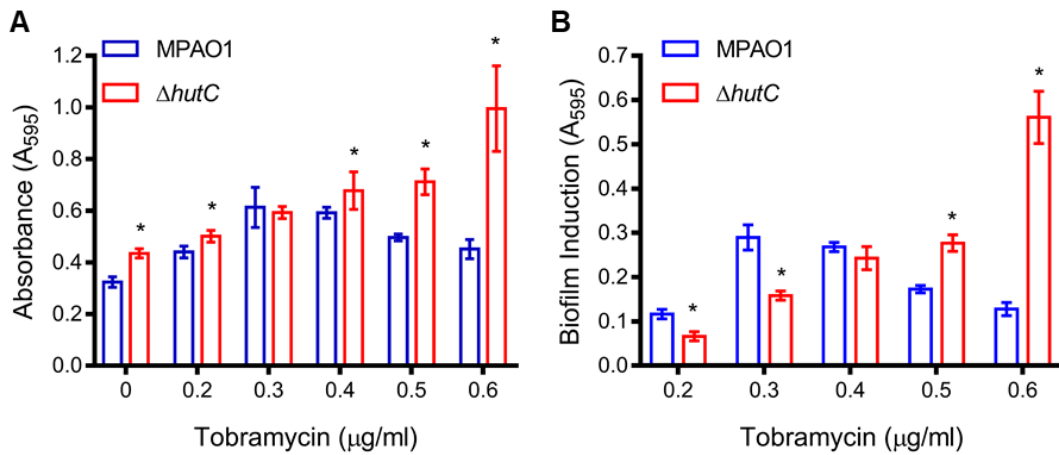 A
MPAO1
ΔhutC
Absorbance (A595)
1.2
1.0
0.8
0.6
0.4
0.2
0.0
* * * * *
0 0.2 0.3 0.4 0.5 0.6
Tobramycin (μg/ml)
B
MPAO1
ΔhutC
Biofilm Induction (A595)
0.7
0.6
0.5
0.4
0.3
0.2
0.1
0.0
* * * *
0.2 0.3 0.4 0.5 0.6
Tobramycin (μg/ml)